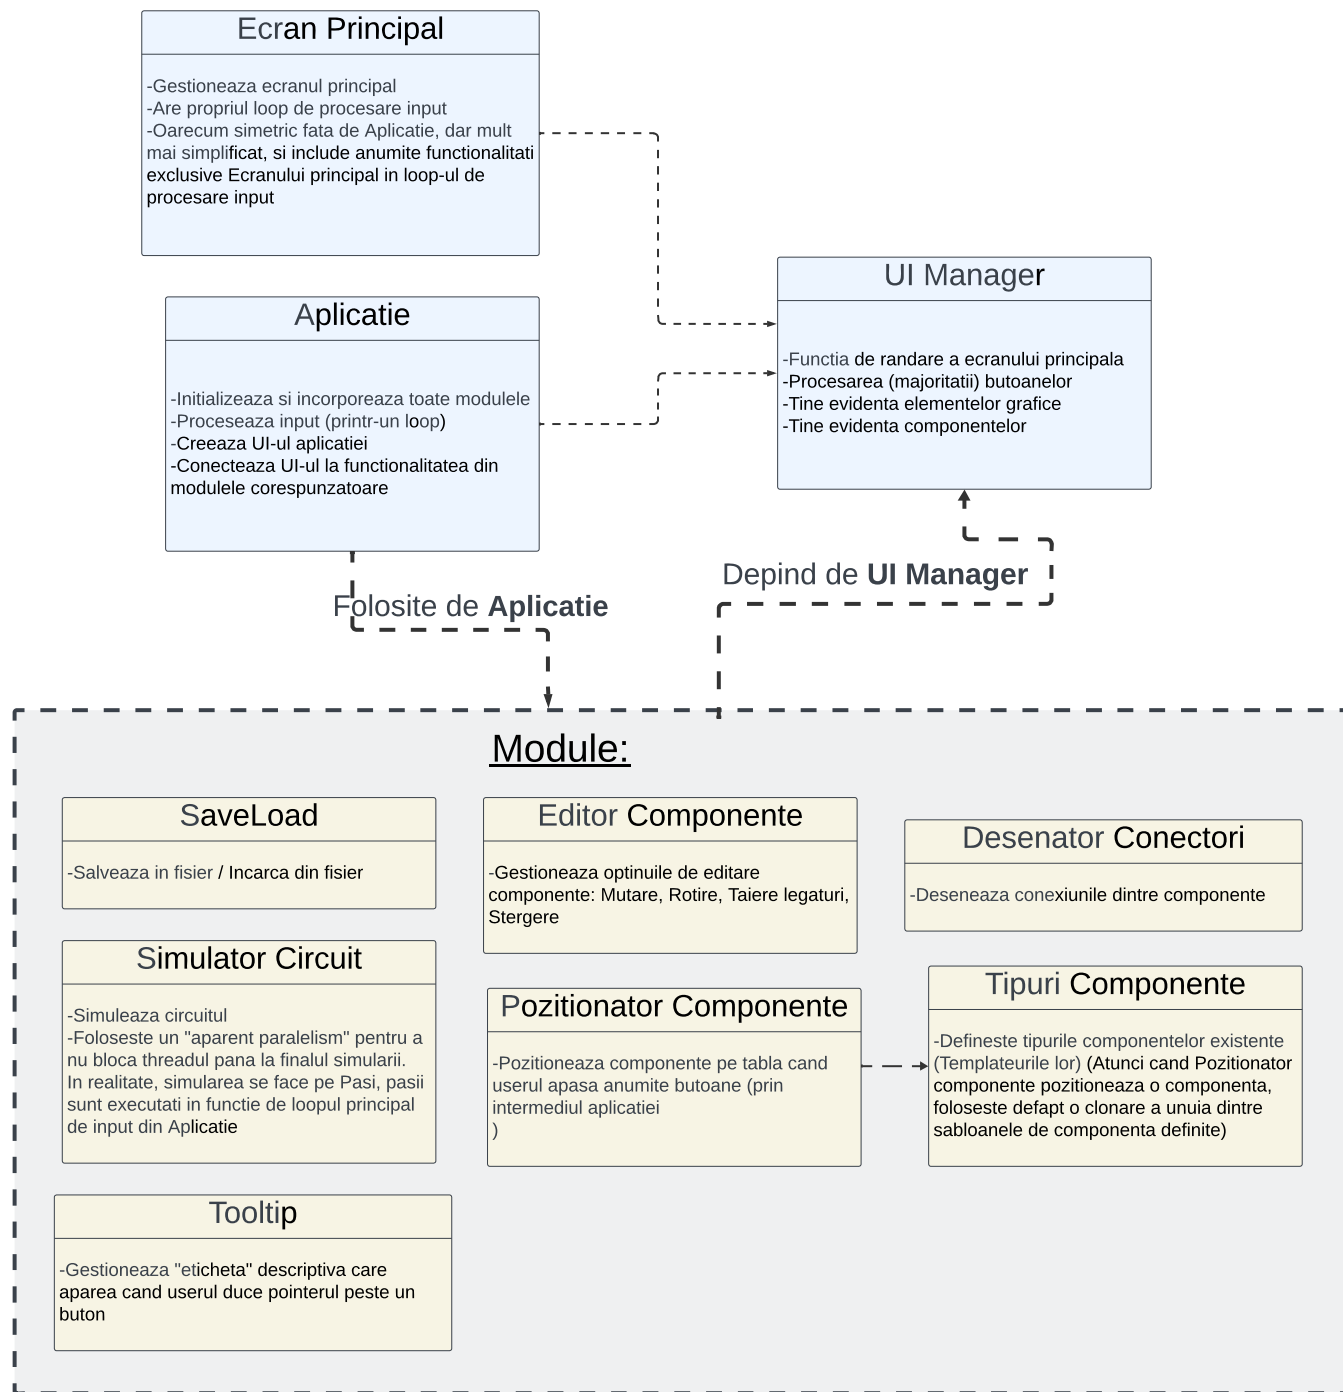 Ecran Principal
-Gestioneaza ecranul principal
-Are propriul loop de procesare input
-Oarecum simetric fata de Aplicatie, dar mult
mai simplificat, si include anumite functionalitati
exclusive Ecranului principal in loop-ul de
procesare input
Aplicatie
-Initializeaza si incorporeaza toate modulele
-Proceseaza input (printr-un loop)
-Creeaza UI-ul aplicatiei
-Conecteaza UI-ul la functionalitatea din
modulele corespunzatoare
UI Manager
-Functia de randare a ecranului principala
-Procesarea (majoritatii) butoanelor
-Tine evidenta elementelor grafice
-Tine evidenta componentelor
Folosite de Aplicatie
Depind de UI Manager
Module:
SaveLoad
-Salveaza in fisier / Incarca din fisier
Editor Componente
-Gestioneaza optinuile de editare
componente: Mutare, Rotire, Taiere legaturi,
Stergere
Desenator Conectori
-Deseneaza conexiunile dintre componente
Simulator Circuit
-Simuleaza circuitul
-Foloseste un "aparent paralelism" pentru a
nu bloca threadul pana la finalul simularii.
In realitate, simularea se face pe Pasi, pasii
sunt executati in functie de loopul principal
de input din Aplicatie
Pozitionator Componente
-Pozitioneaza componente pe tabla cand
userul apasa anumite butoane (prin
intermediul aplicatiei
)
Tipuri Componente
-Defineste tipurile componentelor existente
(Templateurile lor) (Atunci cand Pozitionator
componente pozitioneaza o componenta,
foloseste defapt o clonare a unuia dintre
sabloanele de componenta definite)
Tooltip
-Gestioneaza "eticheta" descriptiva care
aparea cand userul duce pointerul peste un
buton